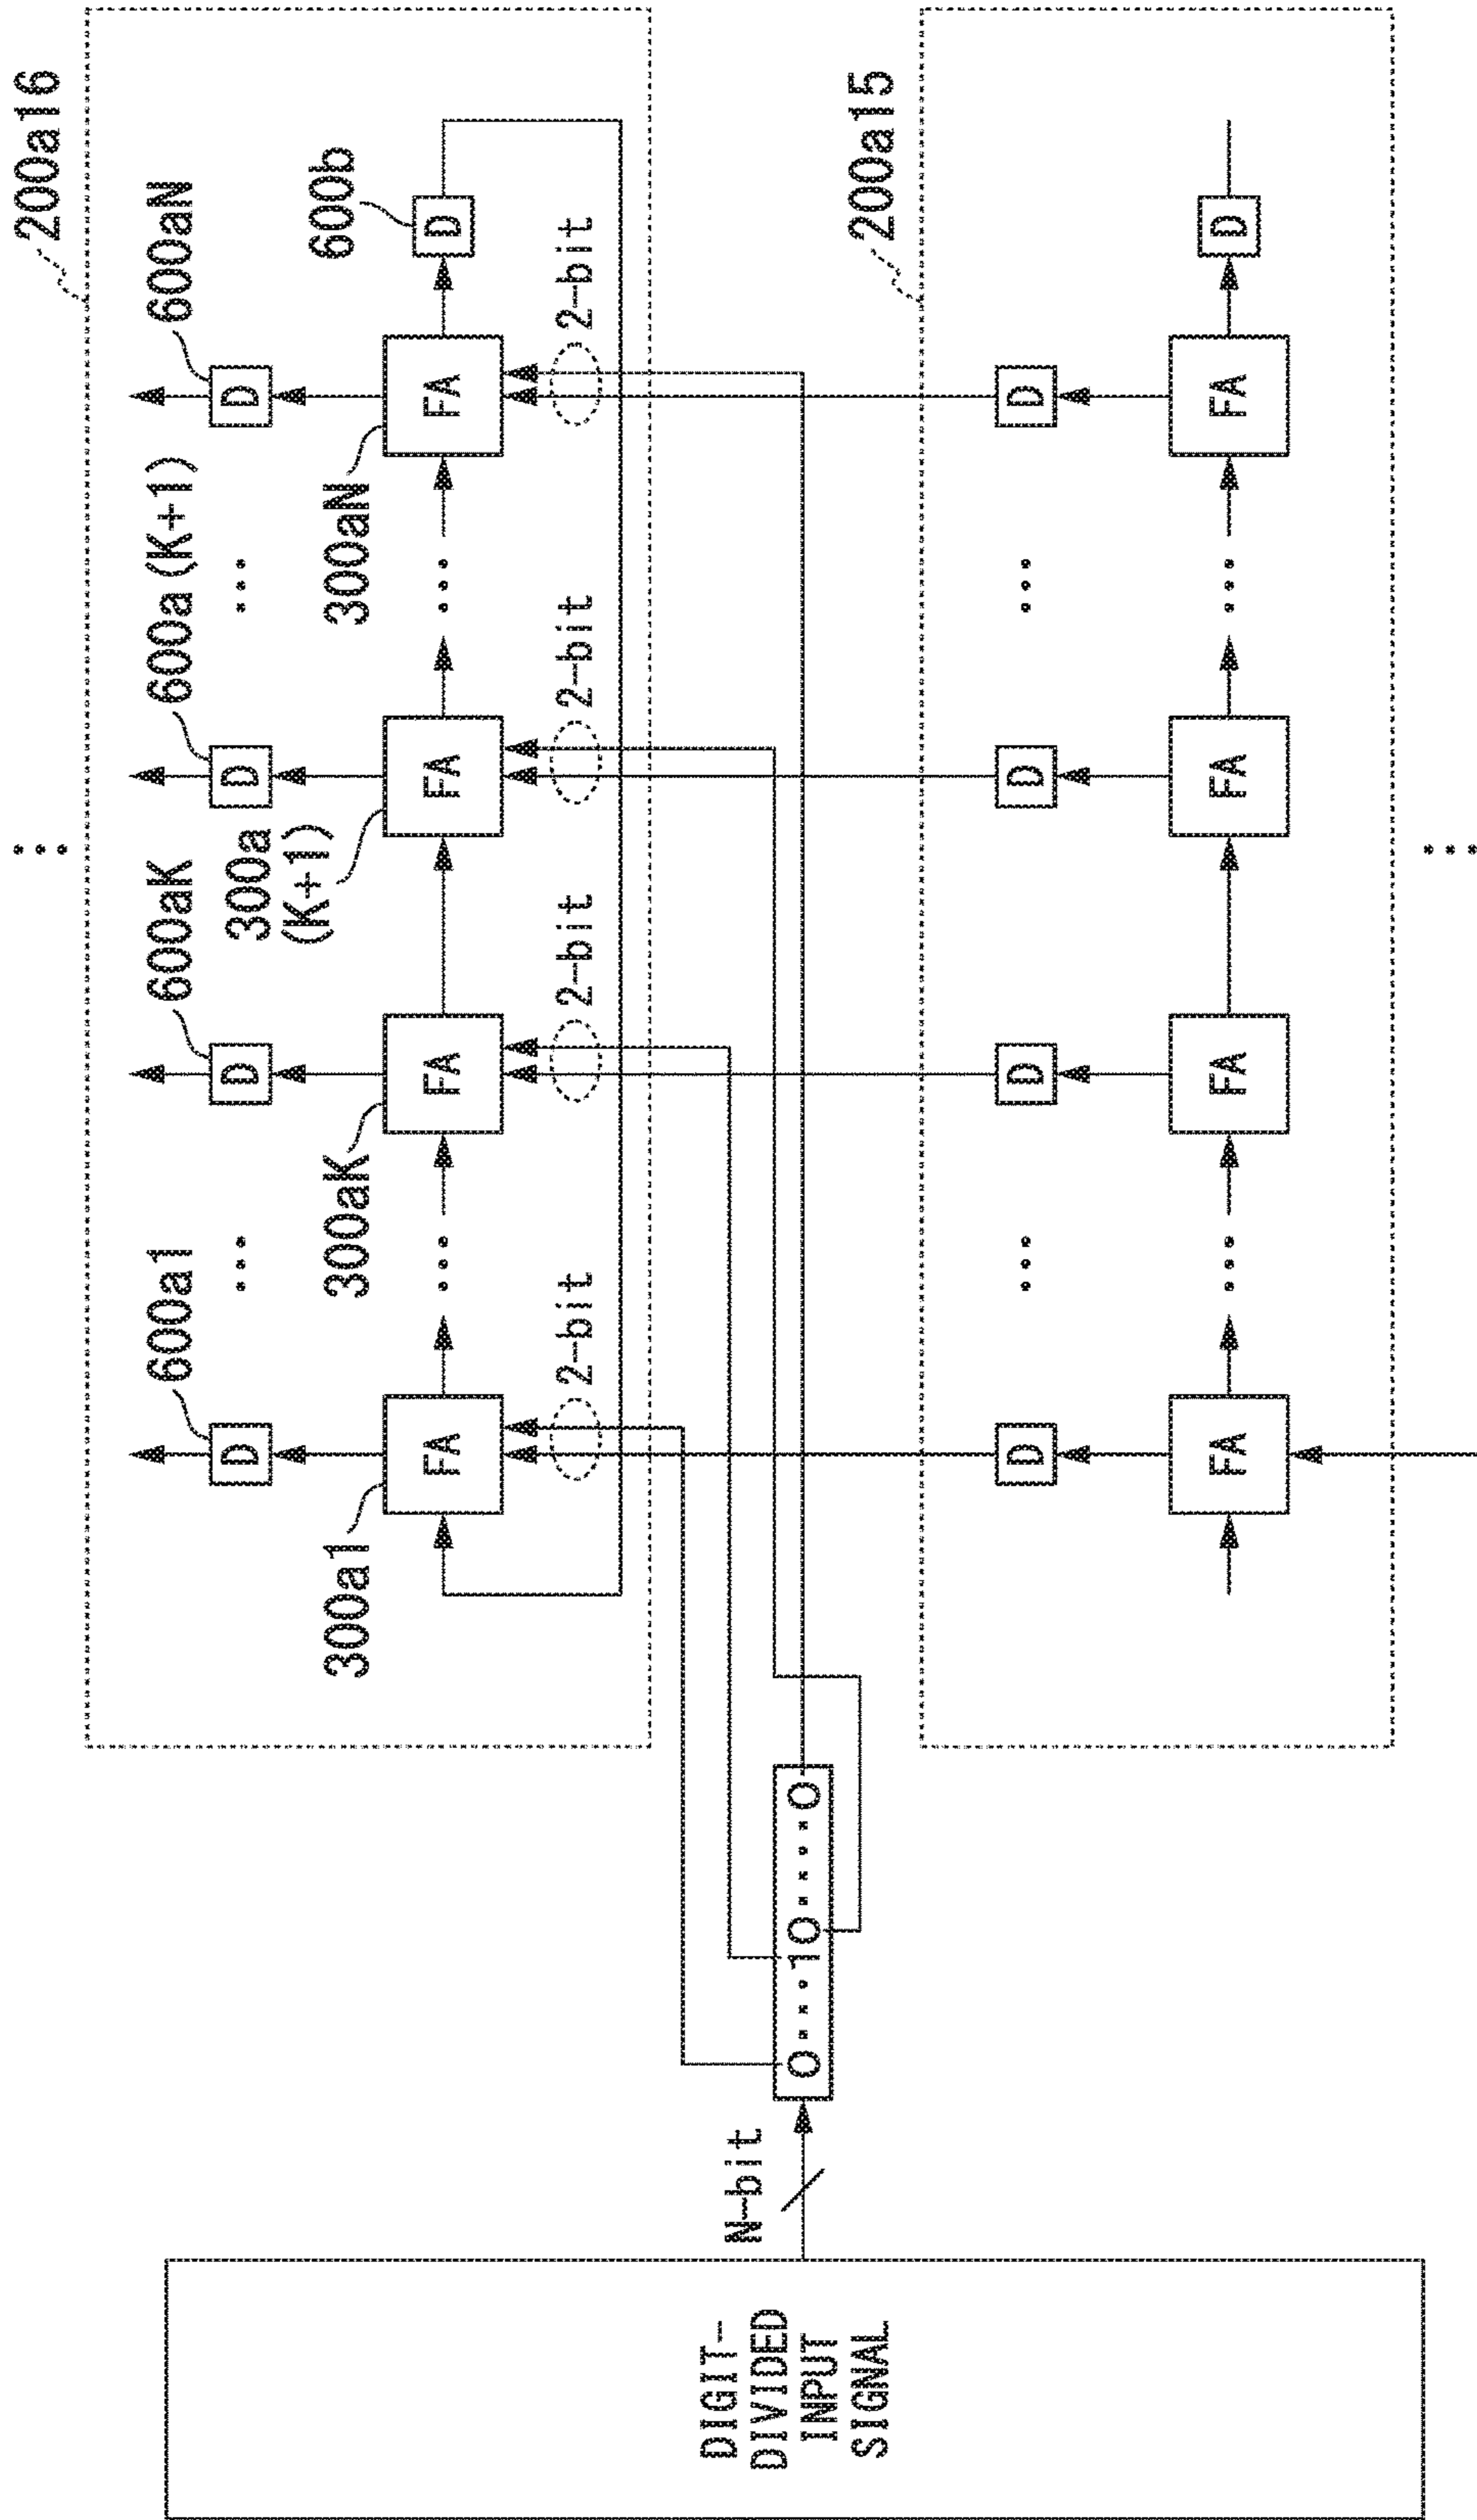 200a16
600a1
600aK
600a (K+1)
600aN
D
...
D
D
...
D
300a1
300aK
300a
(K+1)
300aN
600b
FA
...
FA
FA
...
FA
D
2-bit
2-bit
2-bit
2-bit
DIGIT-
DIVIDED
INPUT
SIGNAL
N-bit
0...10....0
200a15
D
...
D
D
...
D
FA
...
FA
FA
...
FA
D